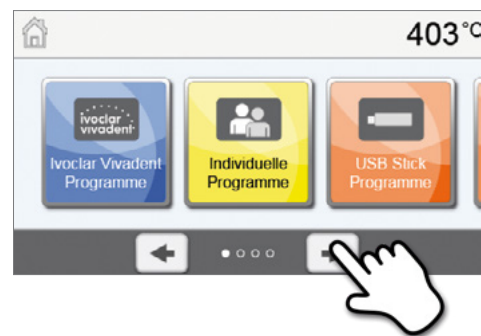 403°C
ivoclar
vivadent
Ivoclar Vivadent
Programme
Individuelle
Programme
USB Stick
Programme